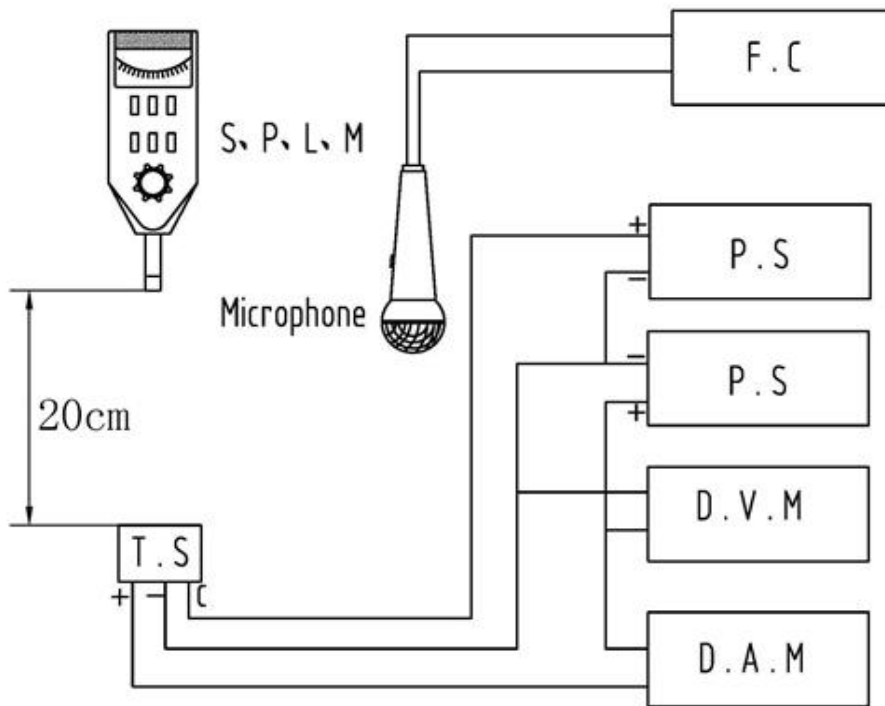 F.C
S、P、L、M
+
P.S
−
Microphone
−
P.S
+
20cm
D.V.M
T.S
+ − C
D.A.M